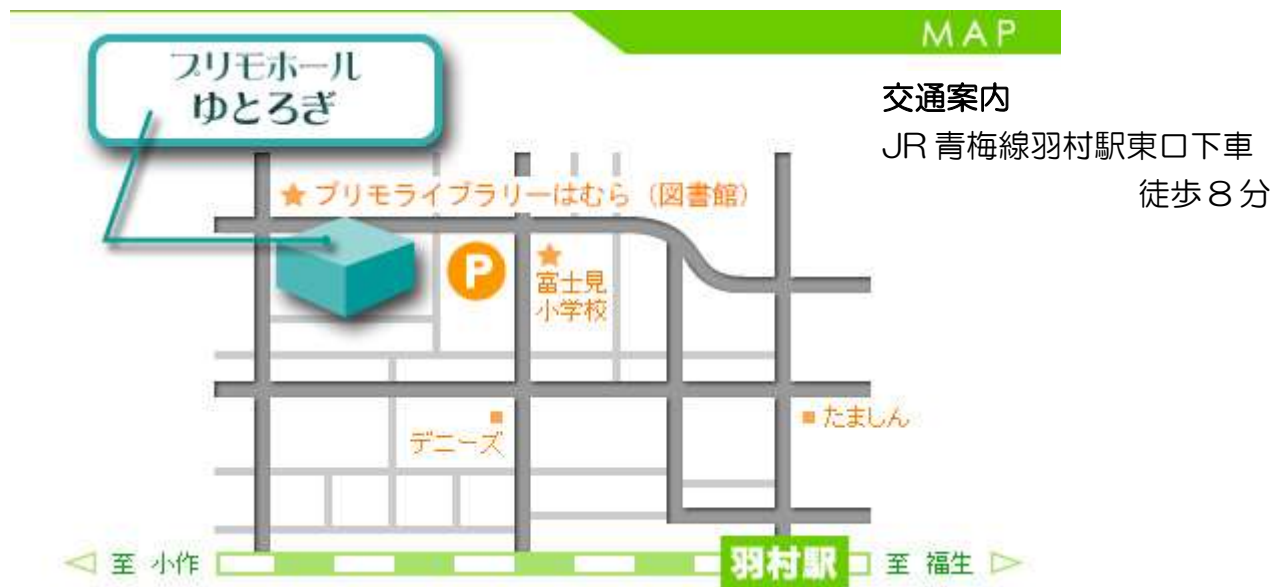 MAP
プリモホール
ゆとろぎ
交通案内
JR青梅線羽村駅東口下車
徒歩8分
★プリモライブラリーはむら（図書館）
P
★
富士見
小学校
デニーズ
たましん
至 小作
羽村駅
至 福生